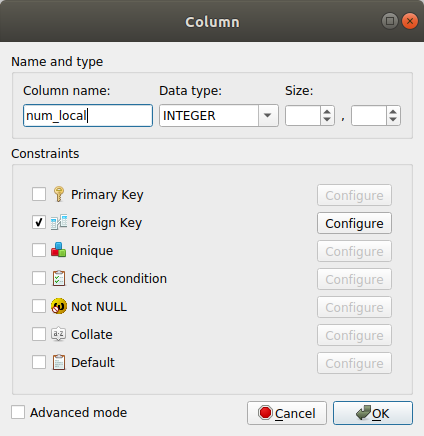 Column
Name and type
Column name: Data type: Size:
num_local INTEGER ,
Constraints
Primary Key Configure
Foreign Key Configure
Unique Configure
Check condition Configure
Not NULL Configure
a·z Collate Configure
Default Configure
Advanced mode Cancel OK